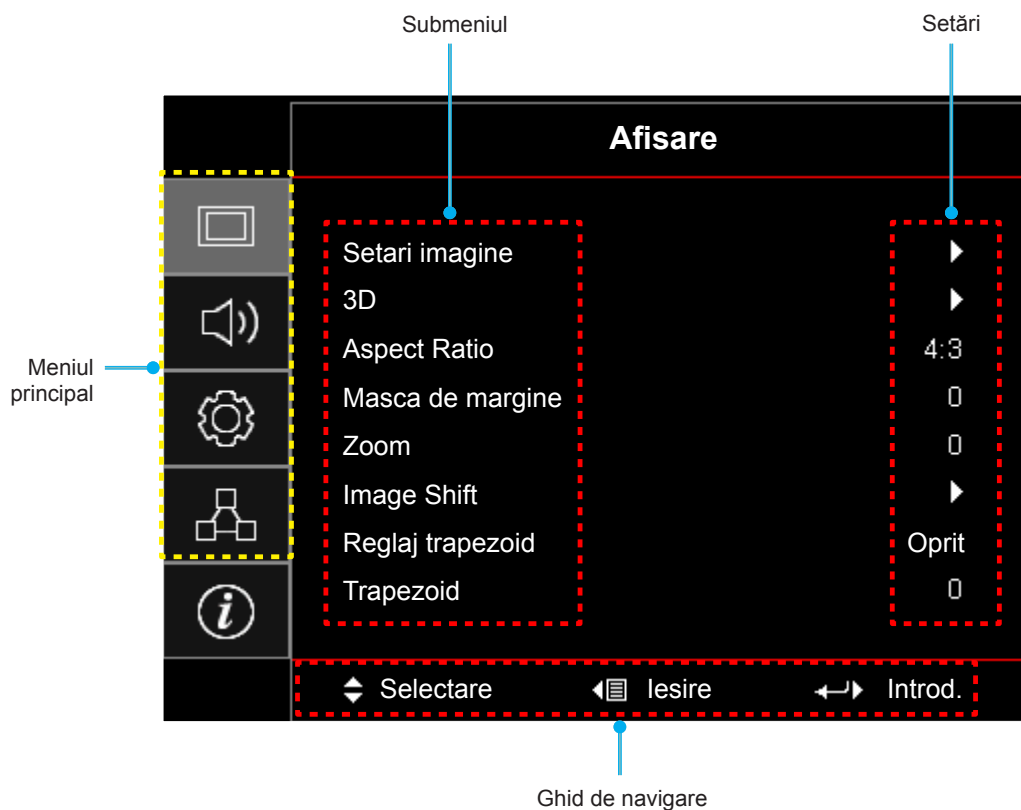 Submeniul Setări
Afisare
Setari imagine
3D
Aspect Ratio 4:3
Masca de margine 0
Zoom 0
Image Shift
Reglaj trapezoid Oprit
Trapezoid 0
Meniul
principal
Selectare Iesire Introd.
Ghid de navigare